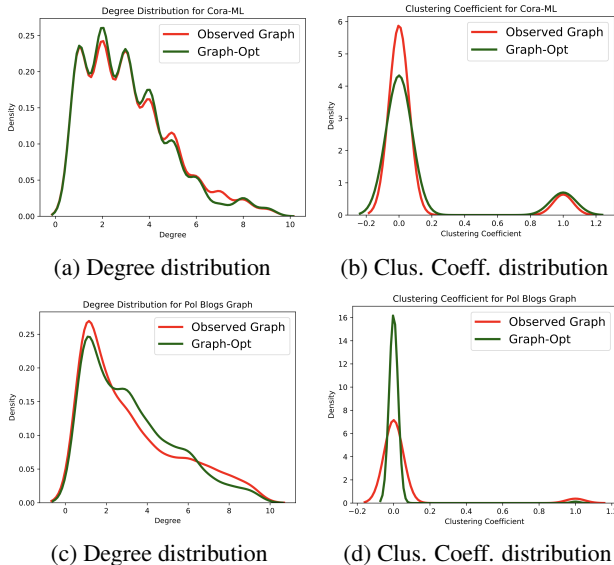 Degree Distribution for Cora-ML
Observed Graph
Graph-Opt
Density
0.25
0.20
0.15
0.10
0.05
0.00
0 2 4 6 8 10
Degree
(a) Degree distribution
Clustering Coefficient for Cora-ML
Observed Graph
Graph-Opt
Density
6
5
4
3
2
1
0
−0.2 0.0 0.2 0.4 0.6 0.8 1.0 1.2
Clustering Coefficient
(b) Clus. Coeff. distribution
Degree Distribution for Pol Blogs Graph
Observed Graph
Graph-Opt
Density
0.25
0.20
0.15
0.10
0.05
0.00
0 2 4 6 8 10
Degree
(c) Degree distribution
Clustering Ceofficient for Pol Blogs Graph
Observed Graph
Graph-Opt
Density
16
14
12
10
8
6
4
2
0
−0.2 0.0 0.2 0.4 0.6 0.8 1.0 1.2
Clustering Coefficient
(d) Clus. Coeff. distribution